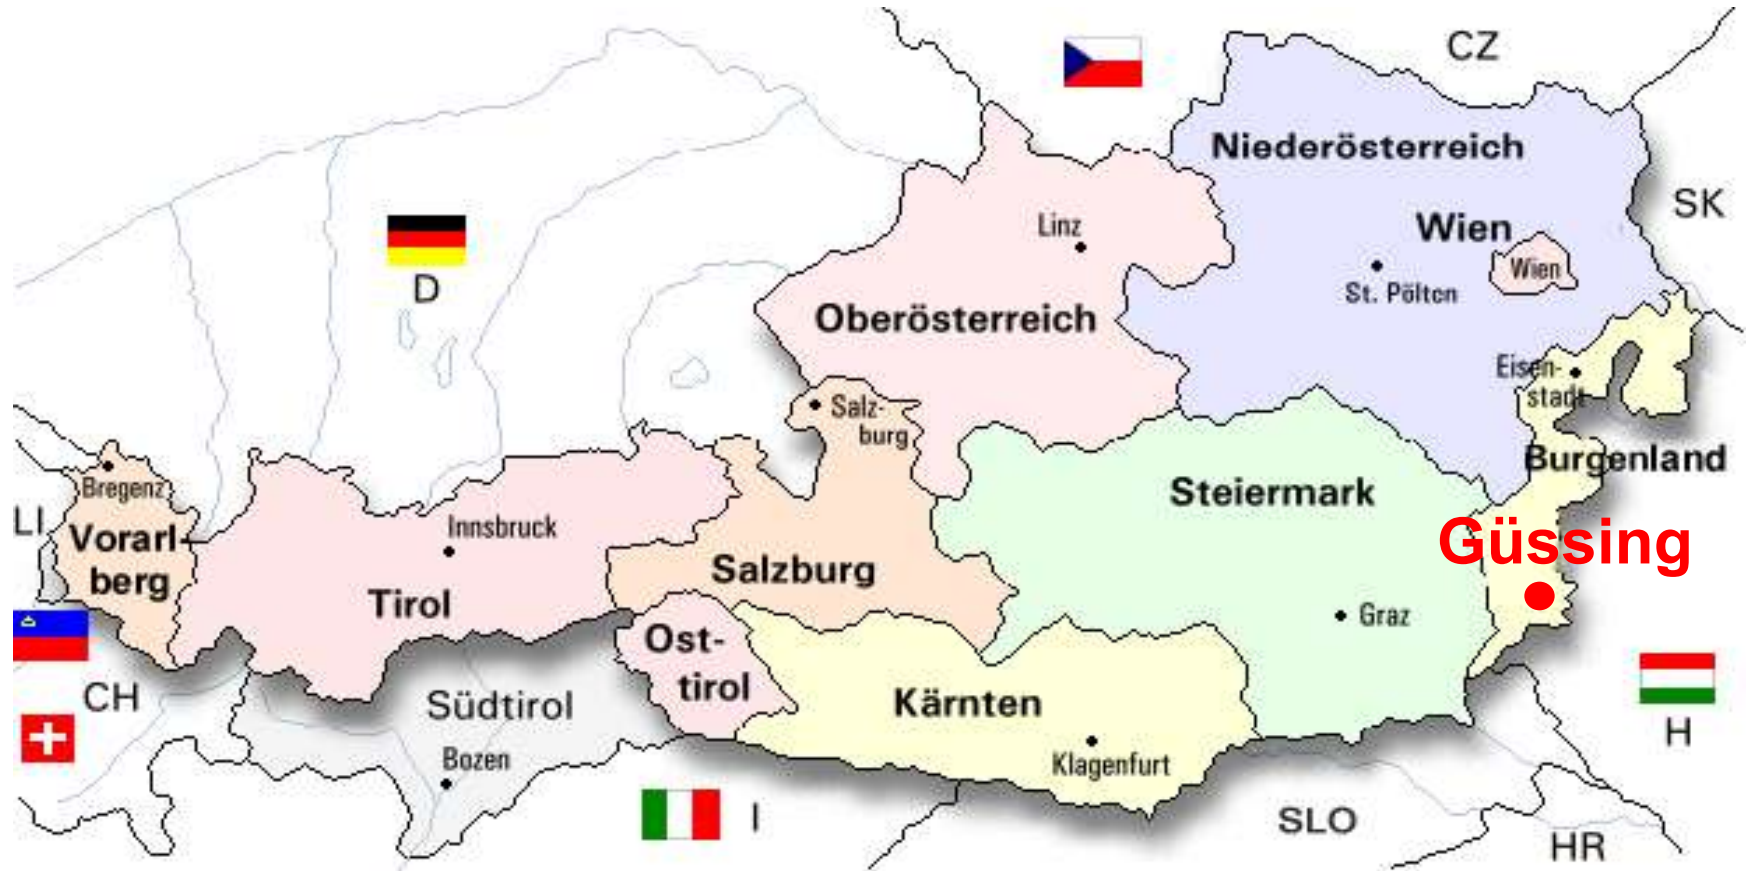 CZ
Niederösterreich
SK
Linz
Wien
Wien
D
St. Pölten
Oberösterreich
Eisen-
stadt
Salz-
burg
Burgenland
Bregenz
Steiermark
LI
Innsbruck
Vorarl-
berg
Güssing
Salzburg
Tirol
Graz
Ost-
tirol
CH
Südtirol
Kärnten
H
Bozen
Klagenfurt
I
SLO
HR